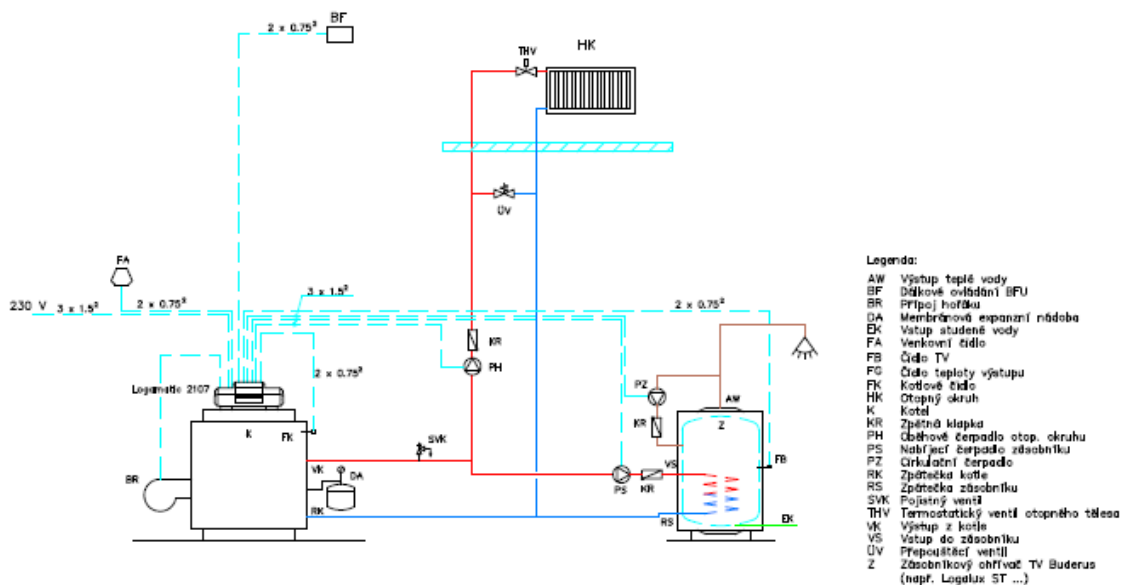 2 x 0.75²
BF
THV
HK
ÜV
FA
230 V
3 x 1.5²
2 x 0.75²
3 x 1.5²
2 x 0.75²
KR
PH
2 x 0.75²
Logamatic 2107
K
FK
SVK
PZ
KR
AW
Z
VS
FB
BR
VK
DA
RK
PS
KR
RS
EK
Legenda:
AW Výstup teplé vody
BF Dálkové ovládání BFU
BR Přípoj hořáku
DA Membránová expanzní nádoba
EK Vstup studené vody
FA Venkovní čidlo
FB Čidlo TV
FG Čidlo teploty výstupu
FK Kotlové čidlo
HK Otopný okruh
K Kotel
KR Zpětná klapka
PH Oběhové čerpadlo otop. okruhu
PS Nabíjecí čerpadlo zásobníku
PZ Cirkulační čerpadlo
RK Zpátečka kotle
RS Zpátečka zásobníku
SVK Pojistný ventil
THV Termostatický ventil otopného tělesa
VK Výstup z kotle
VS Vstup do zásobníku
ÜV Přepouštěcí ventil
Z Zásobníkový ohřívač TV Buderus
(např. Logalux ST ...)